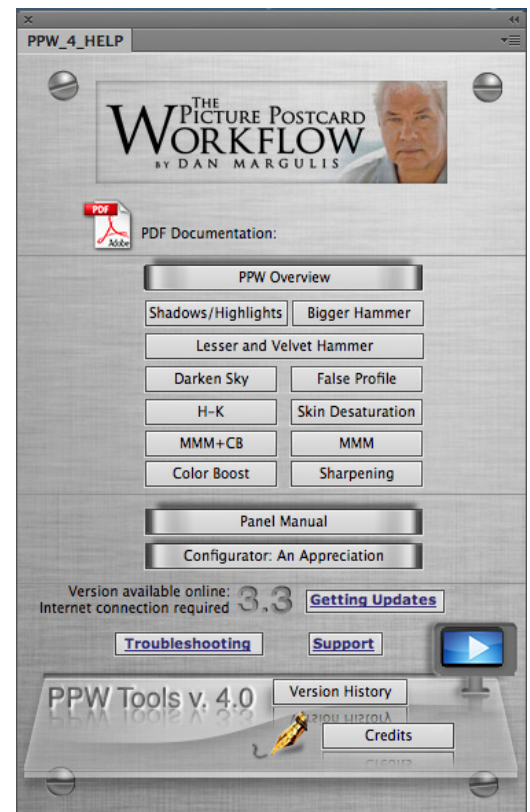 PPW_4_HELP
THE
PICTURE POSTCARD
WORKFLOW
BY DAN MARGULIS
PDF
Adobe
PDF Documentation:
PPW Overview
Shadows/Highlights
Bigger Hammer
Lesser and Velvet Hammer
Darken Sky
False Profile
H-K
Skin Desaturation
MMM+CB
MMM
Color Boost
Sharpening
Panel Manual
Configurator: An Appreciation
Version available online:
Internet connection required
3.3
Getting Updates
Troubleshooting
Support
PPW Tools v. 4.0
Version History
Credits